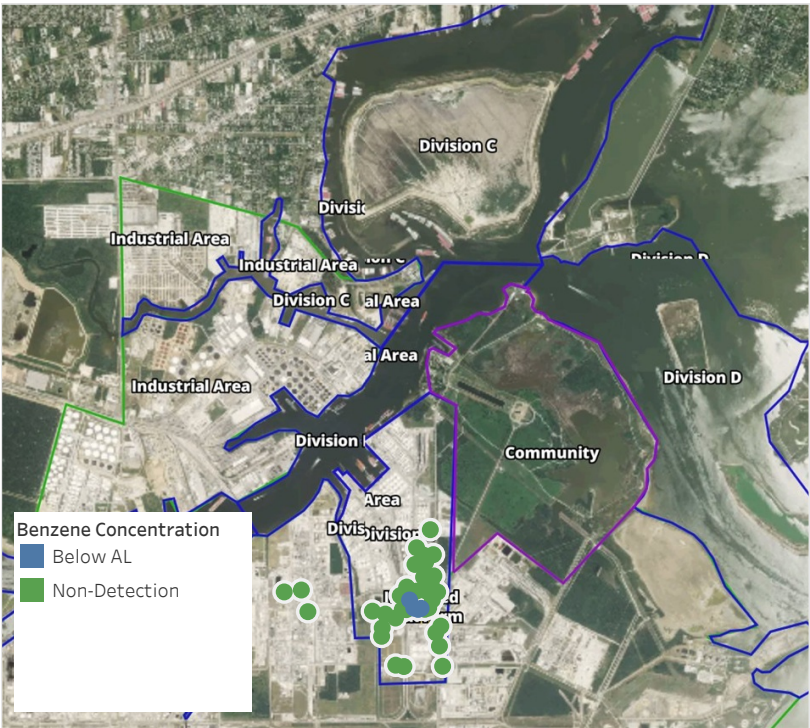 Division C
Divisic
Industrial Area
Industrial Area
Division D
Division C
al Area
al Area
Division D
Industrial Area
Division
Community
Area
Divis
Division
Benzene Concentration
Below AL
Non-Detection